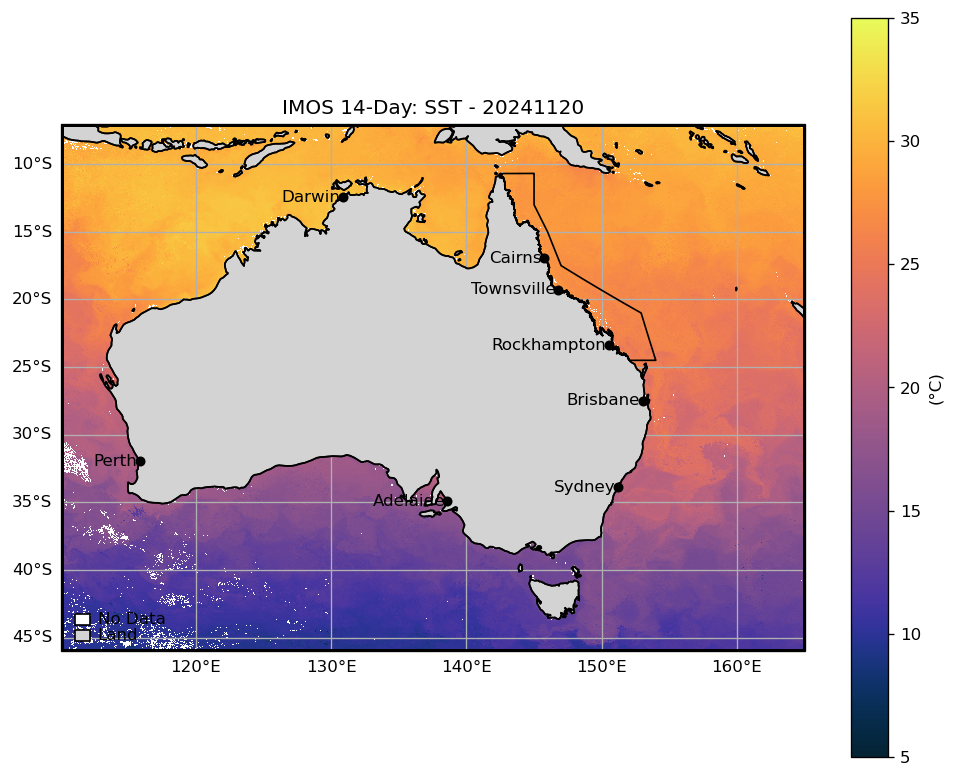 IMOS 14-Day: SST - 20241120
10°S
15°S
20°S
25°S
30°S
35°S
40°S
45°S
Darwin
Cairns
Townsville
Rockhampton
Brisbane
Perth
Sydney
Adelaide
No Data
Land
120°E
130°E
140°E
150°E
160°E
35
30
25
20
15
10
5
(°C)